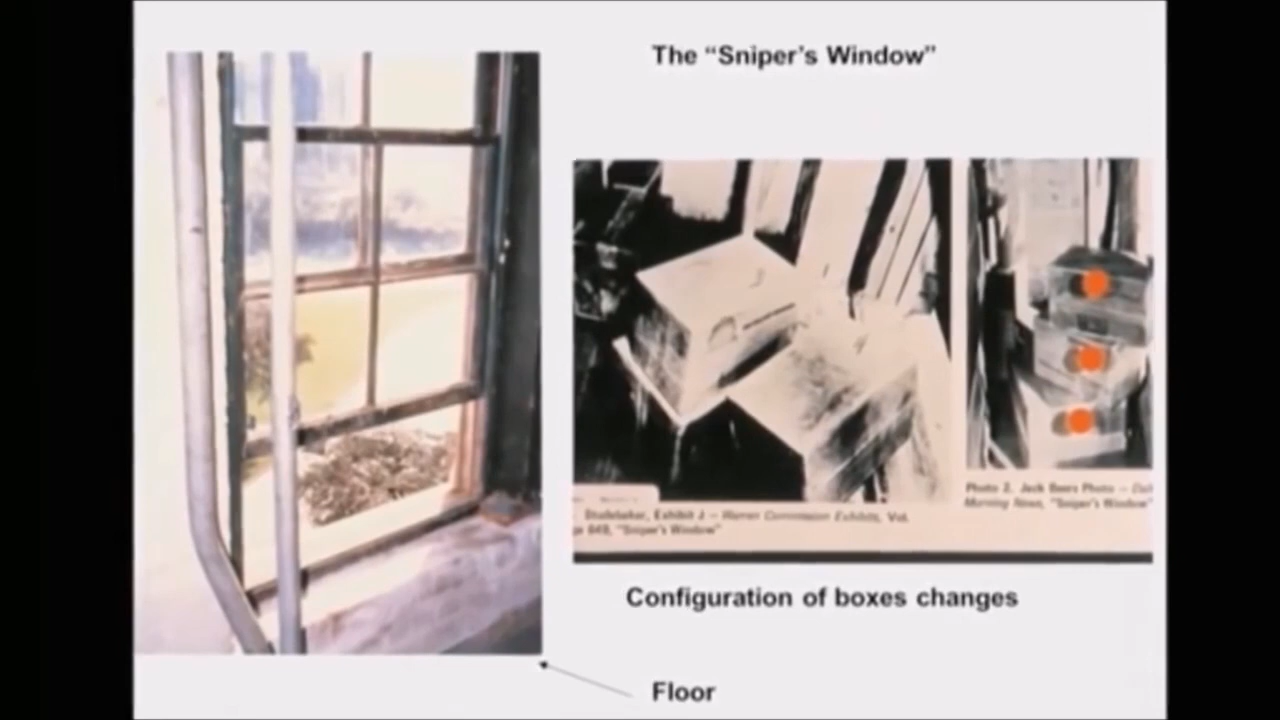 The “Sniper’s Window”
Photo 2. Jack Beers Photo –
Morning News, "Sniper's Window"
Studebaker, Exhibit J – Warren Commission Exhibits, Vol.
649, "Sniper's Window"
Configuration of boxes changes
Floor